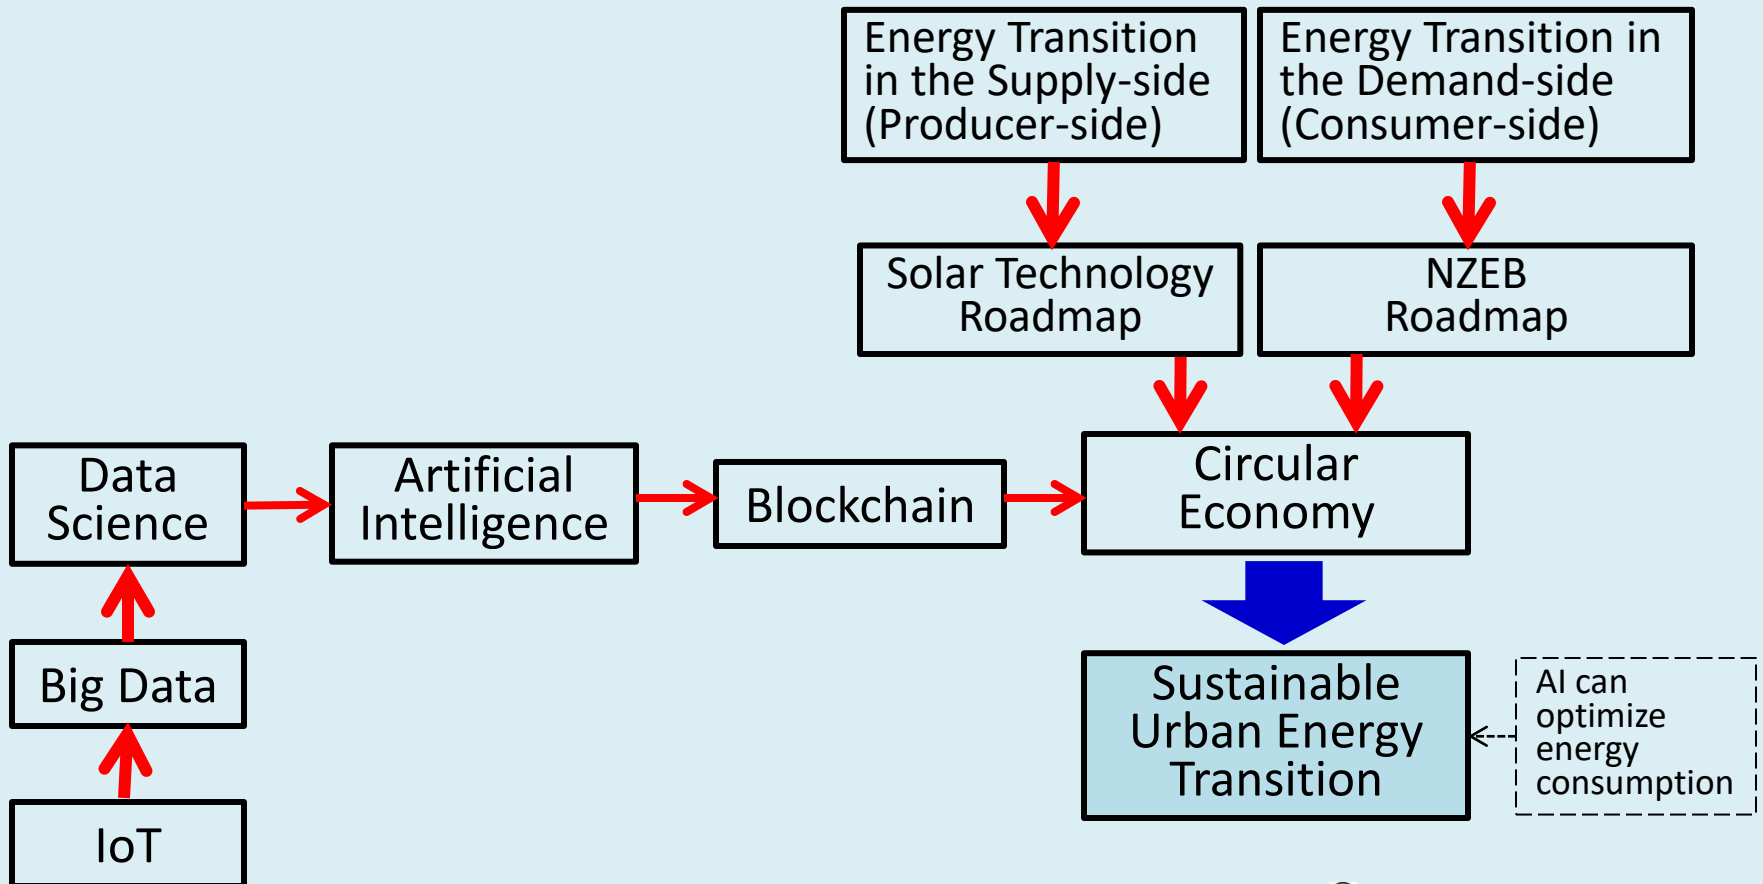 Energy Transition
in the Supply-side
(Producer-side)
Energy Transition in
the Demand-side
(Consumer-side)
Solar Technology
Roadmap
NZEB
Roadmap
Data
Science
Artificial
Intelligence
Blockchain
Circular
Economy
Big Data
Sustainable
Urban Energy
Transition
AI can
optimize
energy
consumption
IoT